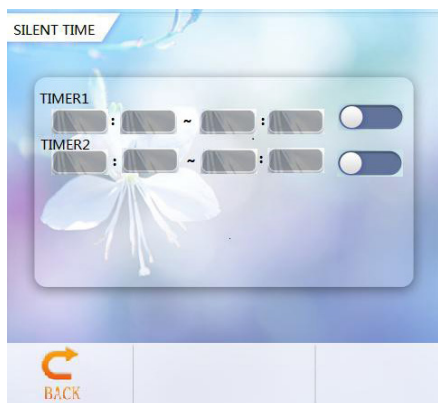 SILENT TIME
TIMER1
: ~ :
TIMER2
: ~ :
BACK